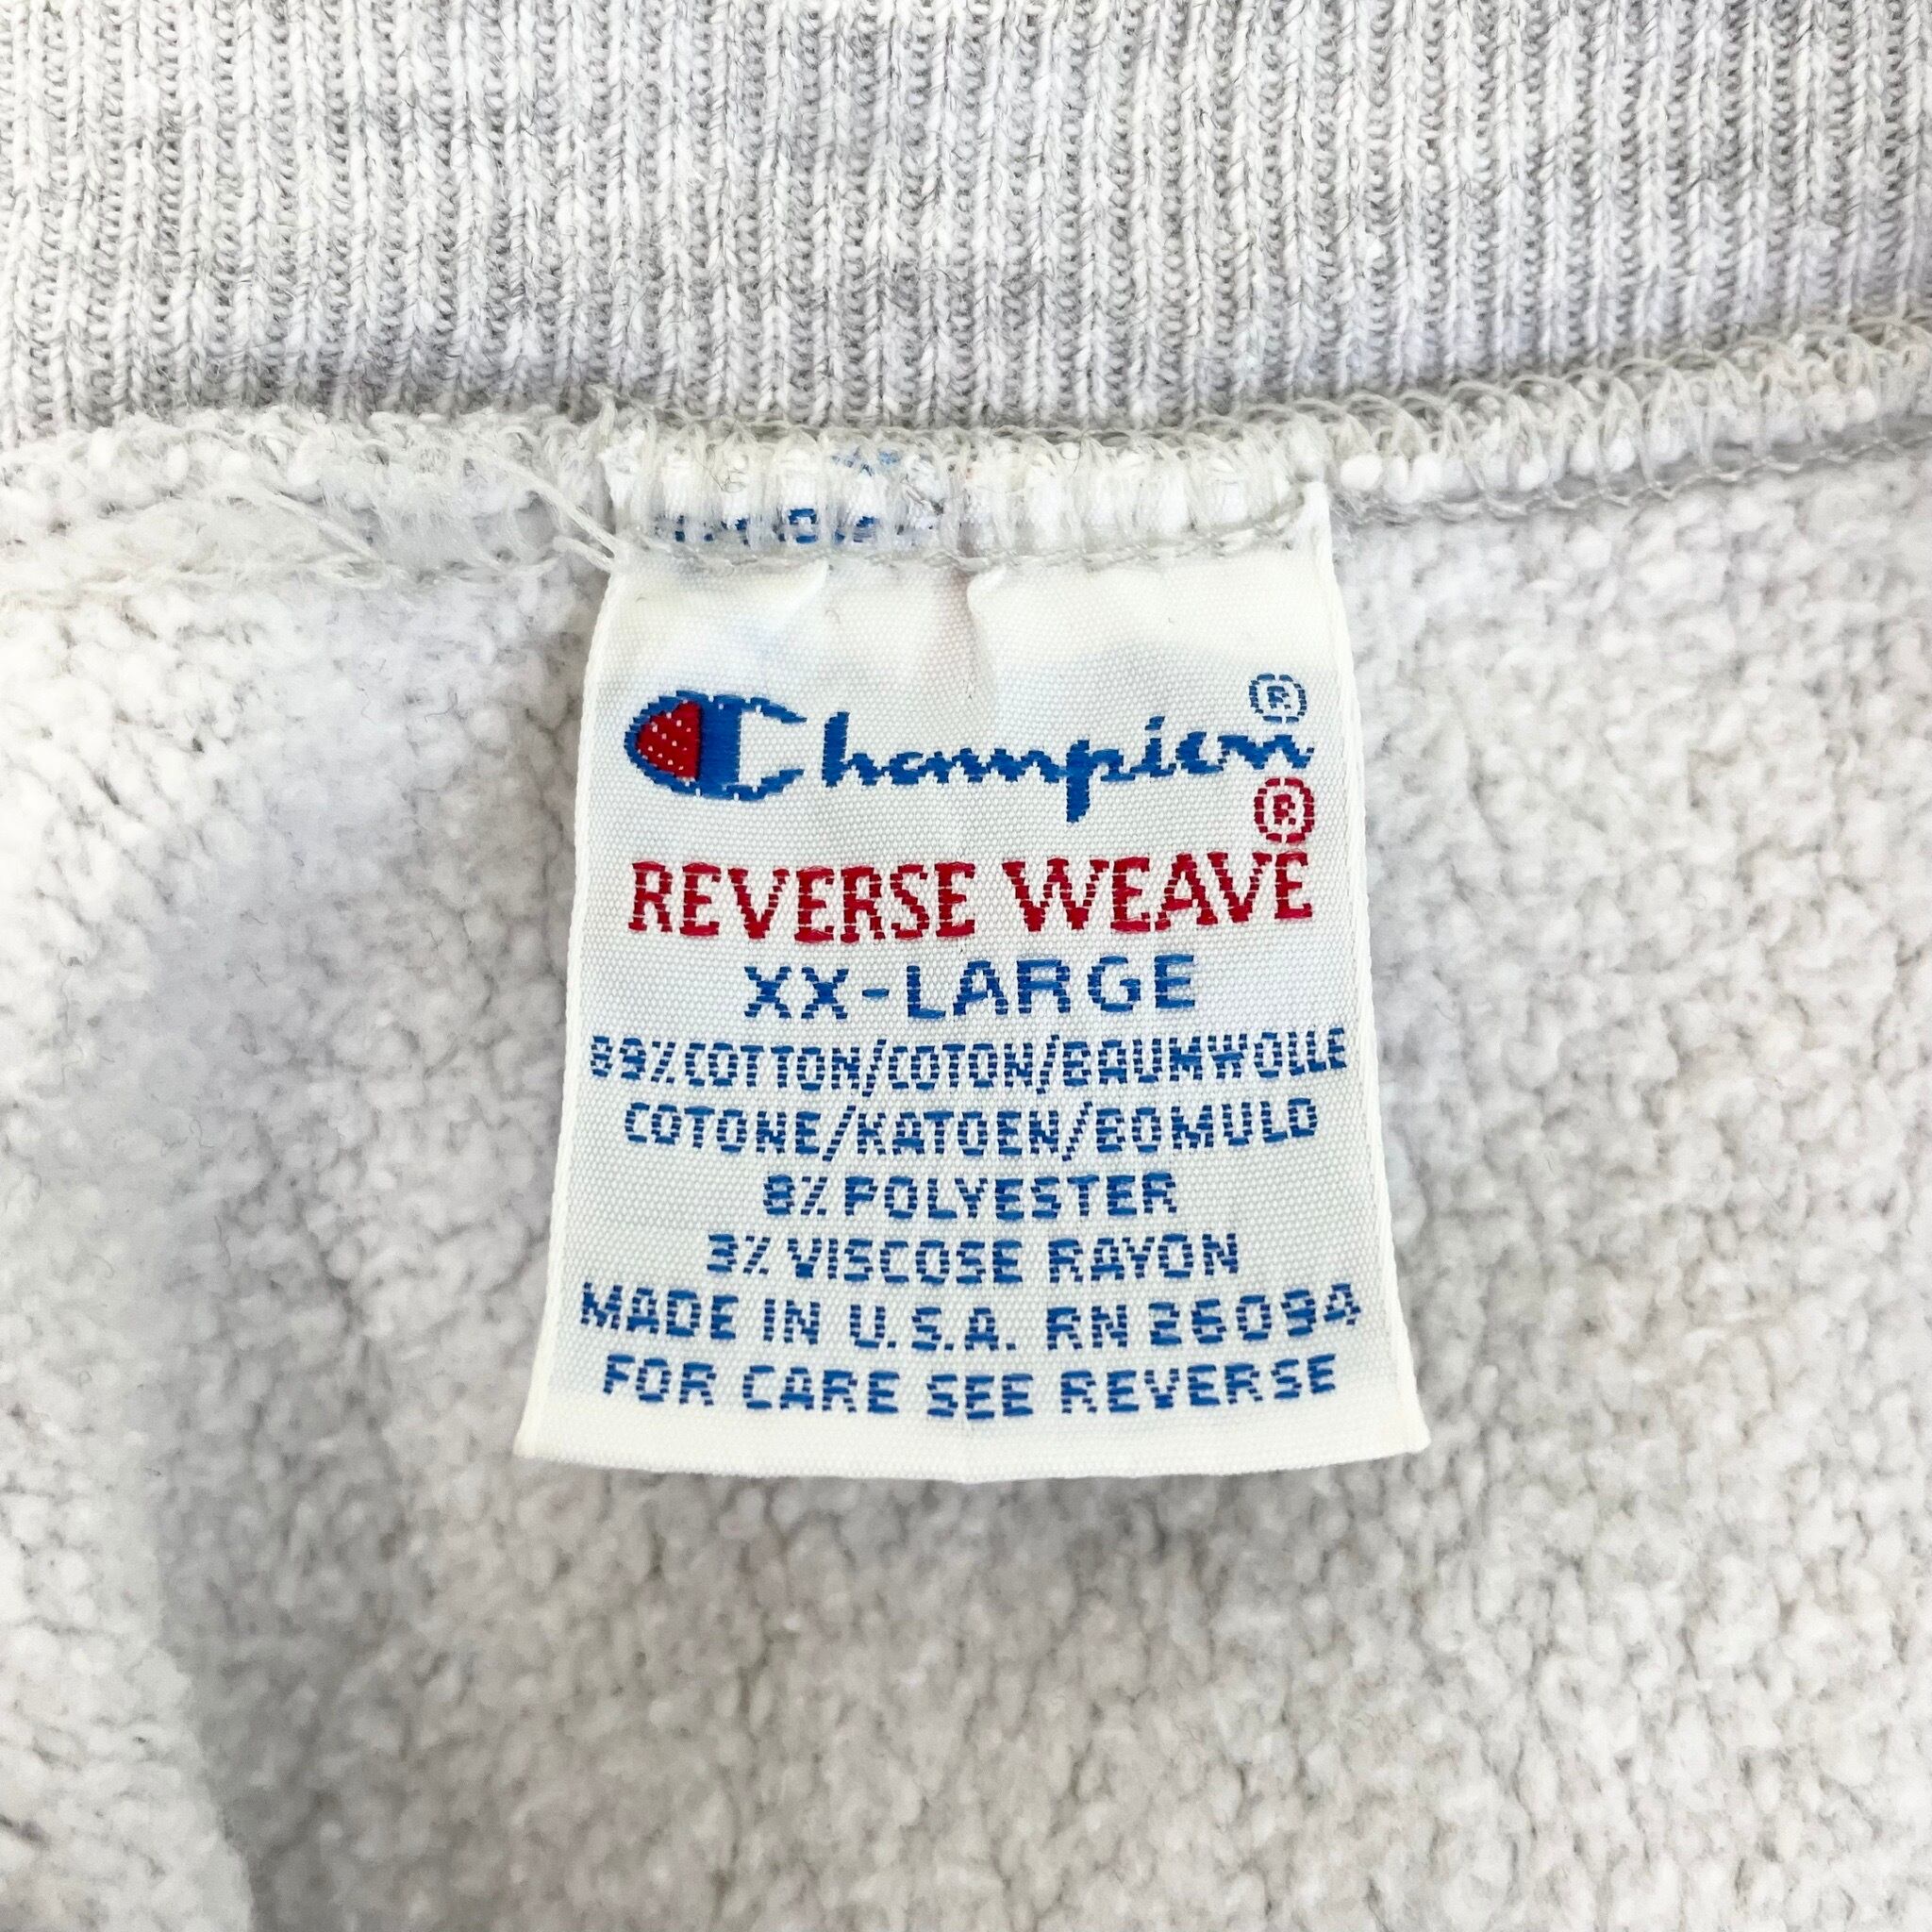 Champion ®
®
REVERSE WEAVE
XX-LARGE
89% COTTON/COTON/BAUMWOLLE
COTONE/KATOEN/BOMULD
8% POLYESTER
3% VISCOSE RAYON
MADE IN U.S.A. RN 26094
FOR CARE SEE REVERSE